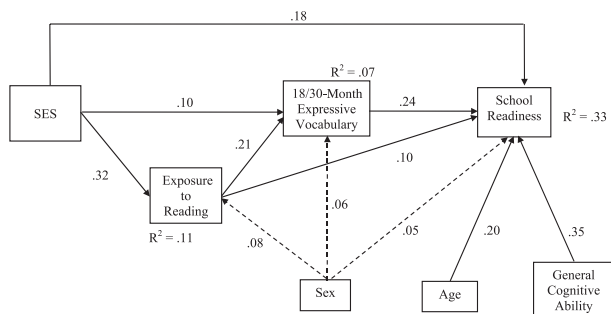 .18
R² = .07
SES
.10
18/30-Month
Expressive
Vocabulary
.24
School
Readiness
R² = .33
.32
.21
.10
Exposure
to
Reading
R² = .11
.06
.08
.05
.20
.35
Sex
Age
General
Cognitive
Ability